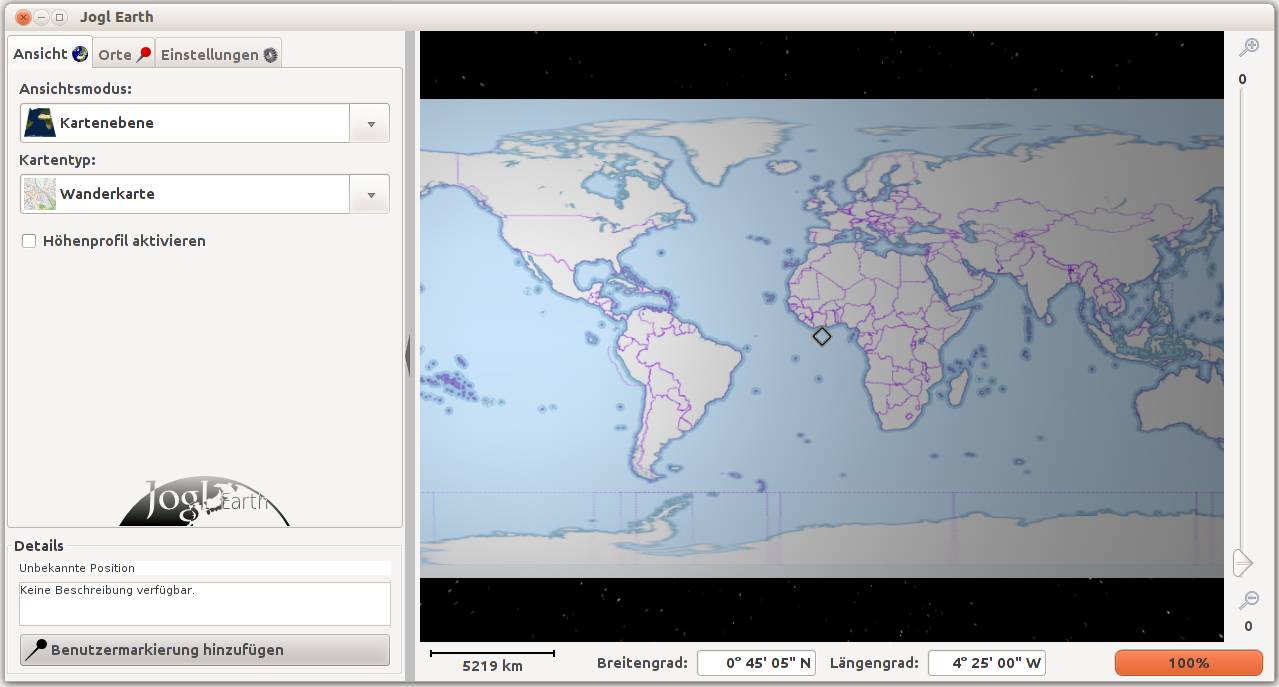 Jogl Earth
Ansicht
Orte
Einstellungen
Ansichtsmodus:
Kartenebene
Kartentyp:
Wanderkarte
Höhenprofil aktivieren
Jogl Earth
Details
Unbekannte Position
Keine Beschreibung verfügbar.
Benutzermarkierung hinzufügen
0
0
5219 km
Breitengrad: 0° 45' 05" N Längengrad: 4° 25' 00" W
100%